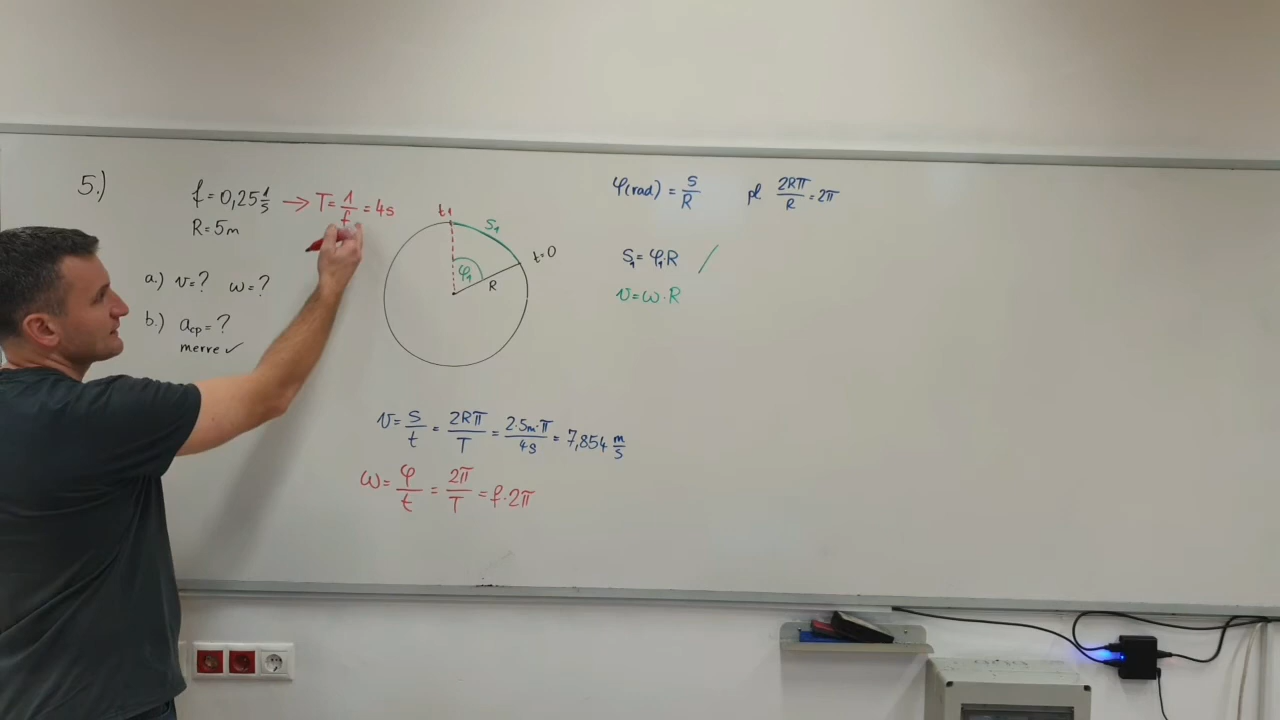 5.)
f = 0,25 1/s → T = 1/f = 4s
R = 5m
a.) v = ? ω = ?
b.) acp = ?
merre ✓
t1
S1
t=0
φ1
R
φ(rad) = S/R pl 2Rπ/R = 2π
S1 = φ1·R /
v = ω·R
v = S/t = 2Rπ/T = 2·5m·π/4s = 7,854 m/s
ω = φ/t = 2π/T = f·2π